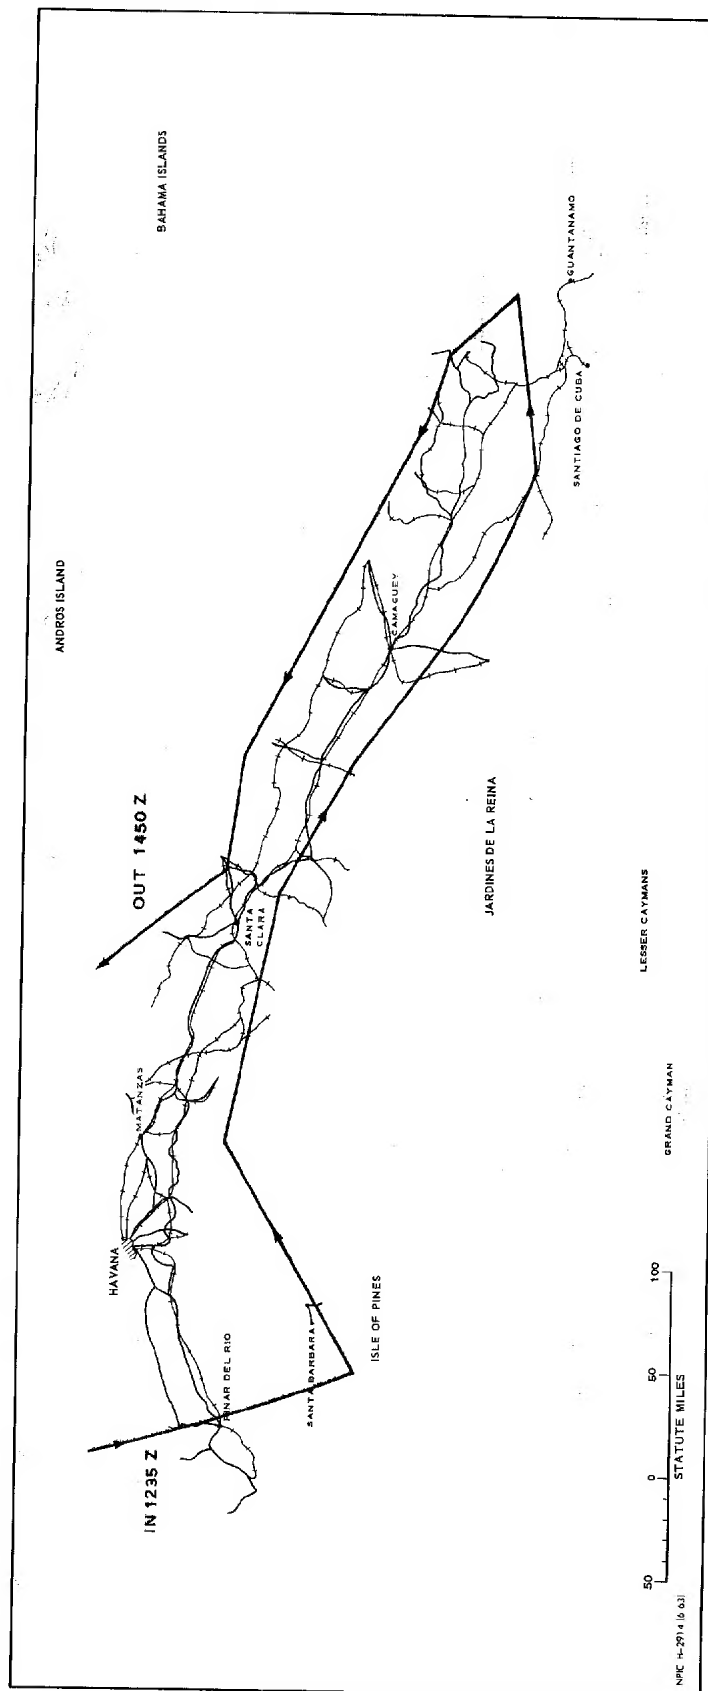 BAHAMA ISLANDS
ANDROS ISLAND
GUANTANAMO
SANTIAGO DE CUBA
CAMAGUEY
OUT 1450 Z
JARDINES DE LA REINA
SANTA
CLARA
LESSER CAYMANS
MATANZAS
GRAND CAYMAN
HAVANA
ISLE OF PINES
SANTA BARBARA
PINAR DEL RIO
IN 1235 Z
50 0 50 100
STATUTE MILES
NPIC H-2914 (6 63)